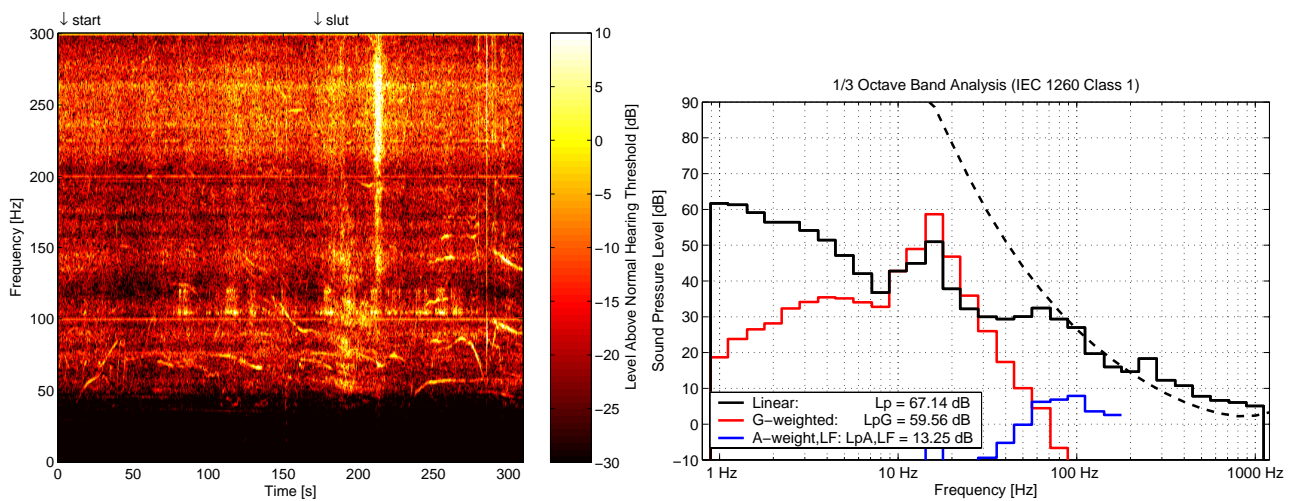 ↓ start
↓ slut
300
250
200
150
100
50
0
Frequency [Hz]
0 50 100 150 200 250 300
Time [s]
10
5
0
−5
−10
−15
−20
−25
−30
Level Above Normal Hearing Threshold [dB]
1/3 Octave Band Analysis (IEC 1260 Class 1)
90
80
70
60
50
40
30
20
10
0
−10
Sound Pressure Level [dB]
Linear: Lp = 67.14 dB
G−weighted: LpG = 59.56 dB
A−weight,LF: LpA,LF = 13.25 dB
1 Hz 10 Hz 100 Hz 1000 Hz
Frequency [Hz]